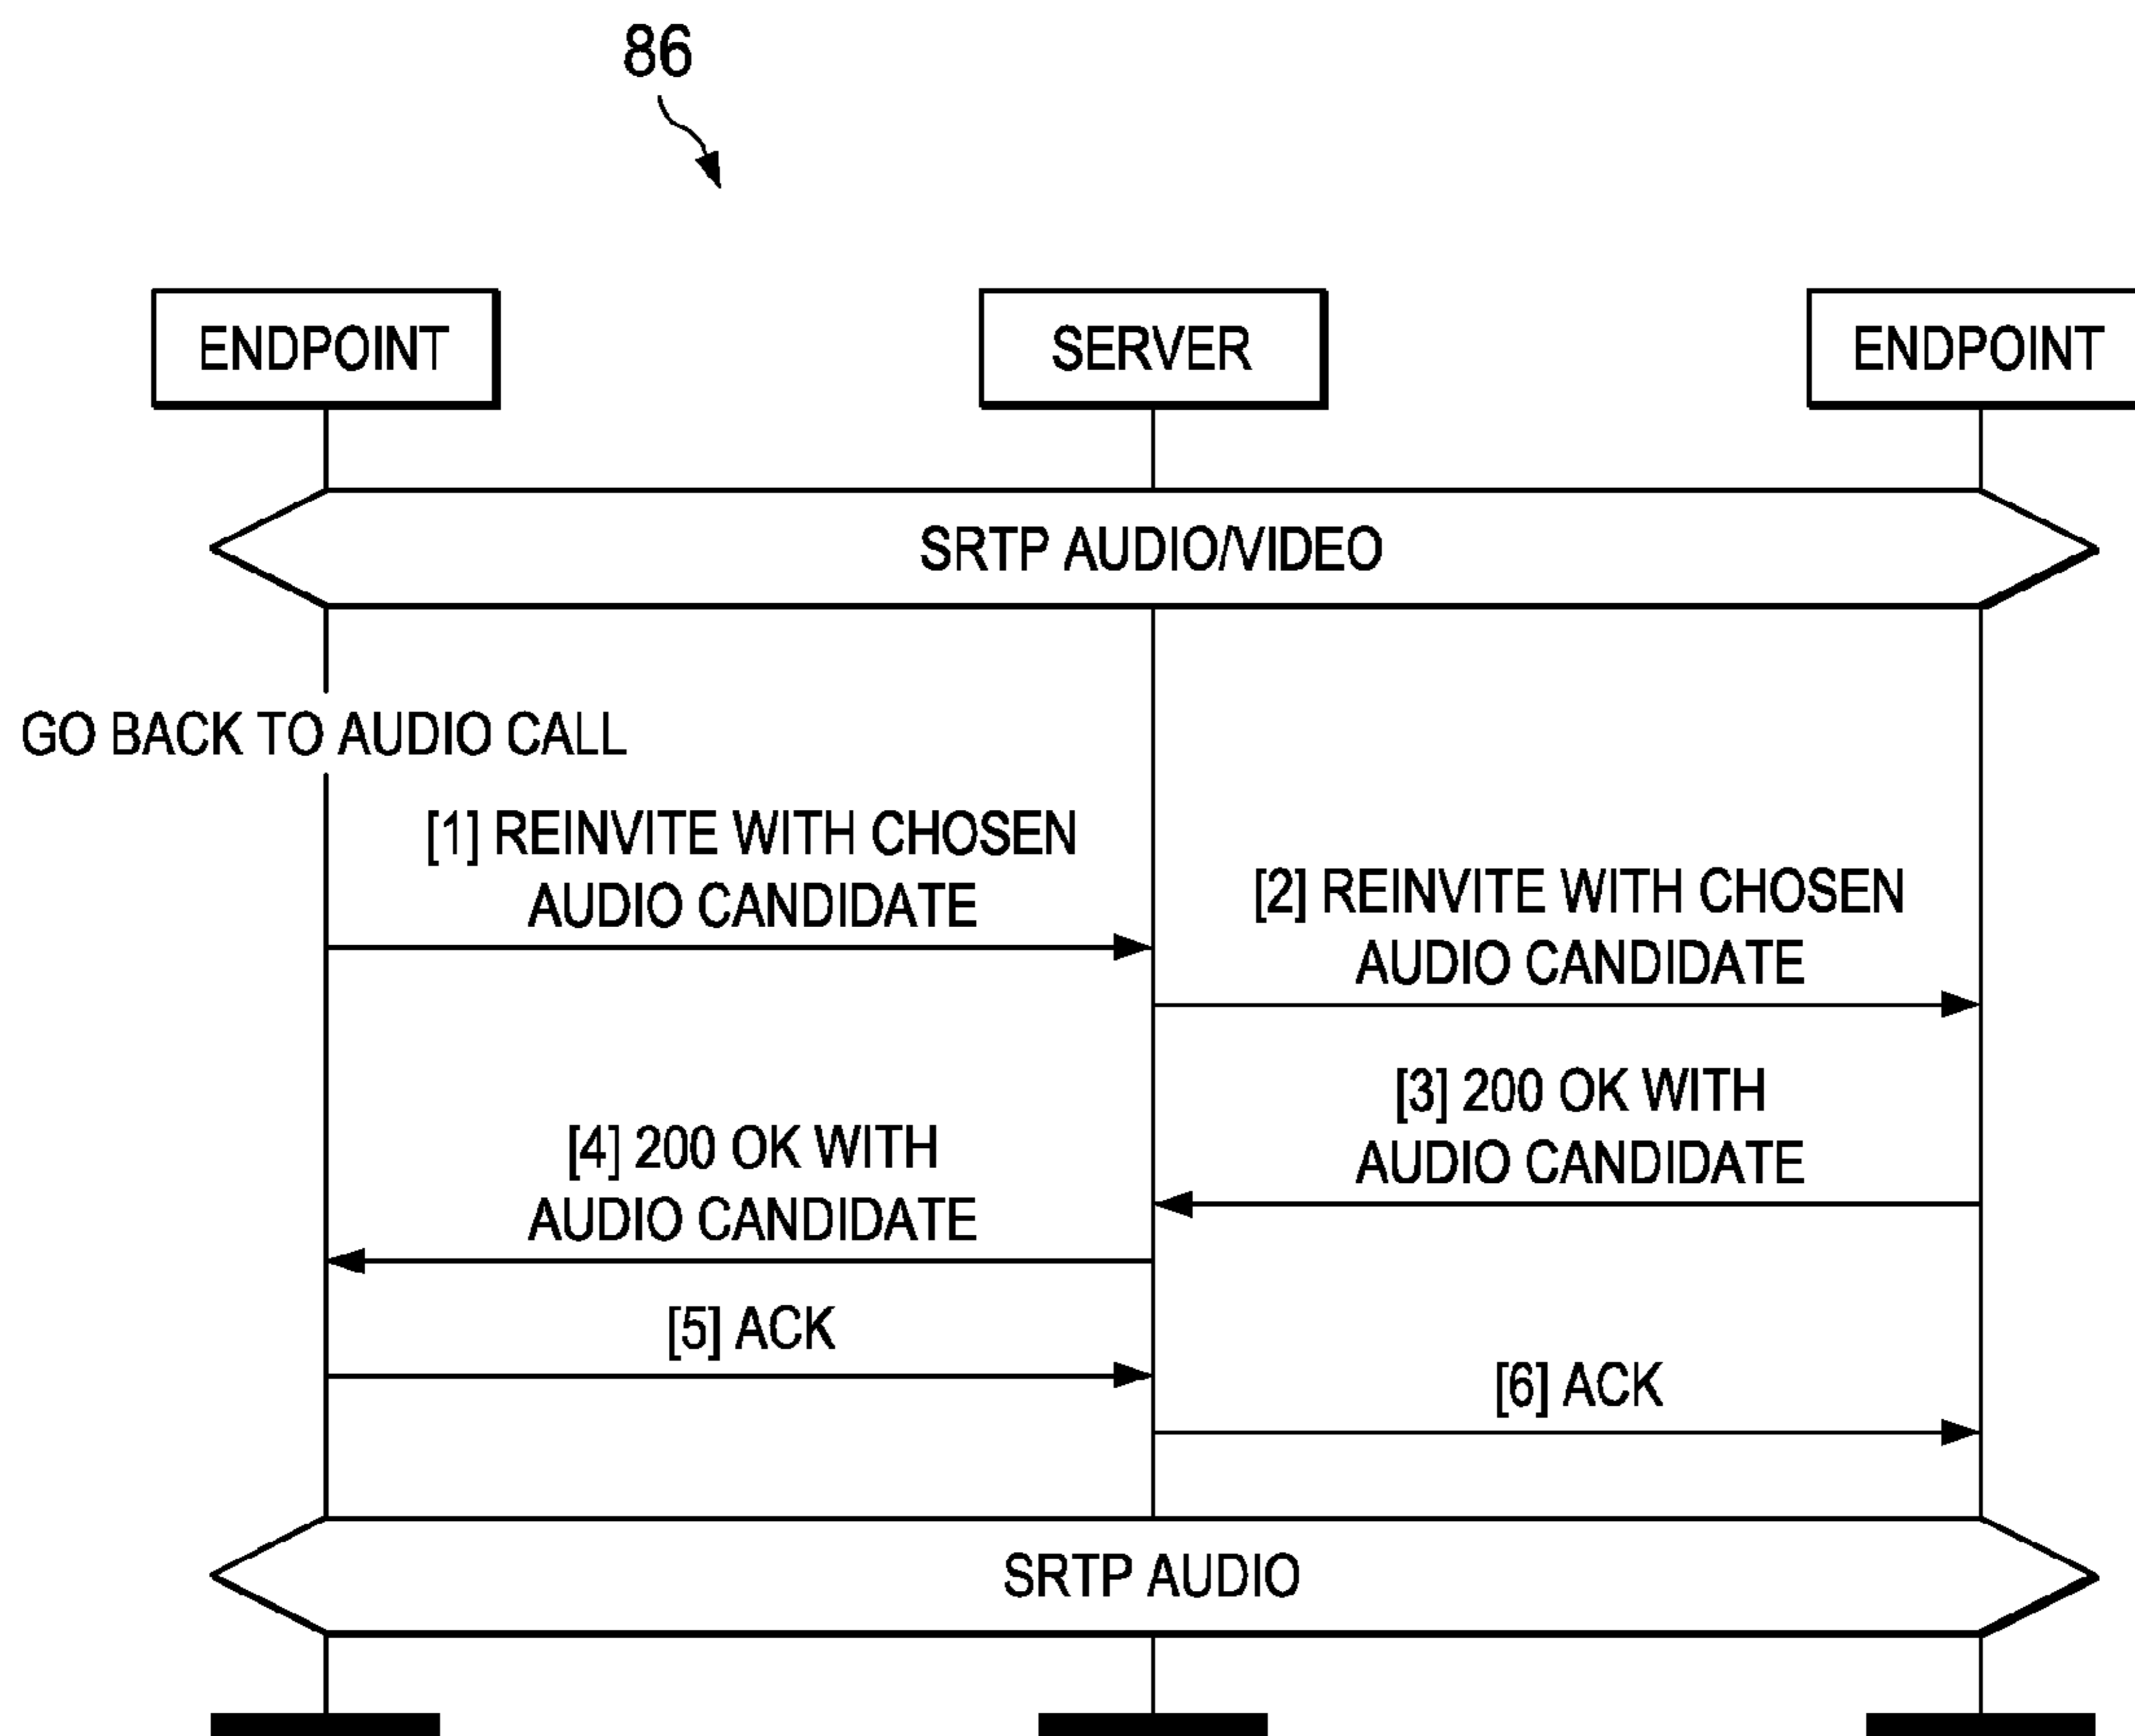 86
ENDPOINT
SERVER
ENDPOINT
SRTP AUDIO/VIDEO
GO BACK TO AUDIO CALL
[1] REINVITE WITH CHOSEN
AUDIO CANDIDATE
[2] REINVITE WITH CHOSEN
AUDIO CANDIDATE
[3] 200 OK WITH
AUDIO CANDIDATE
[4] 200 OK WITH
AUDIO CANDIDATE
[5] ACK
[6] ACK
SRTP AUDIO